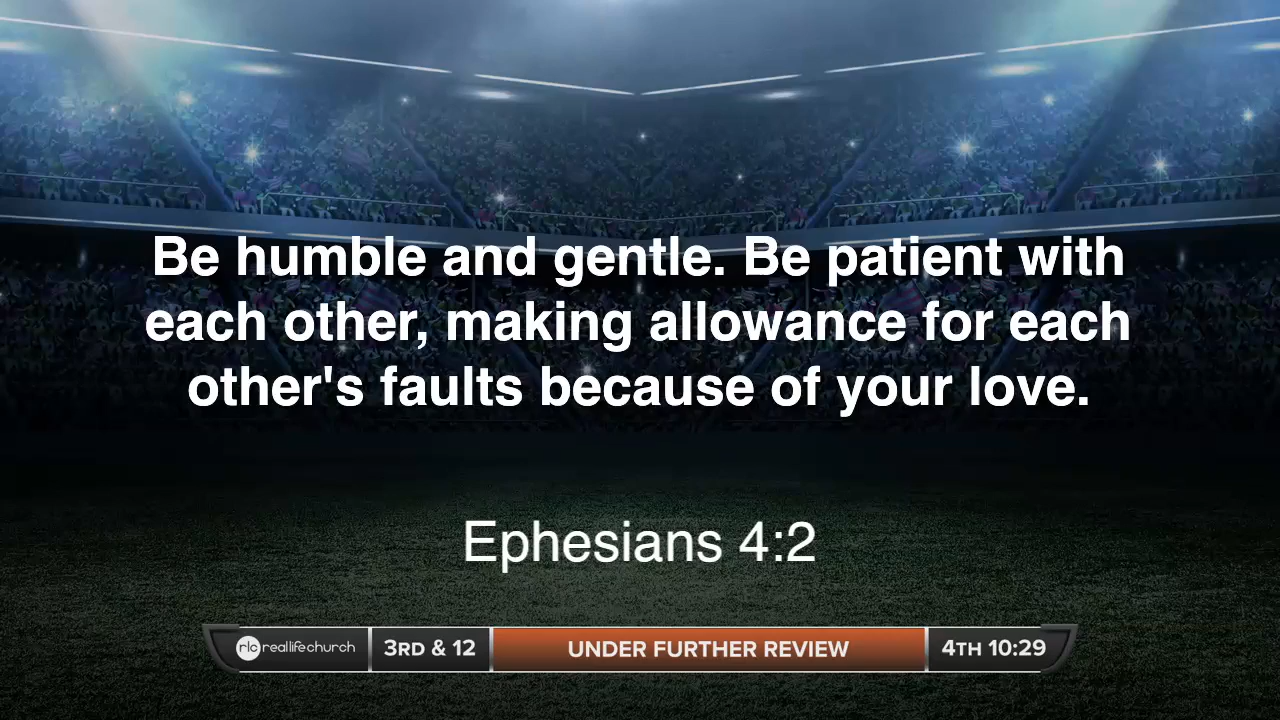 Be humble and gentle. Be patient with
each other, making allowance for each
other's faults because of your love.
Ephesians 4:2
rlc reallifechurch 3RD & 12 UNDER FURTHER REVIEW 4TH 10:29